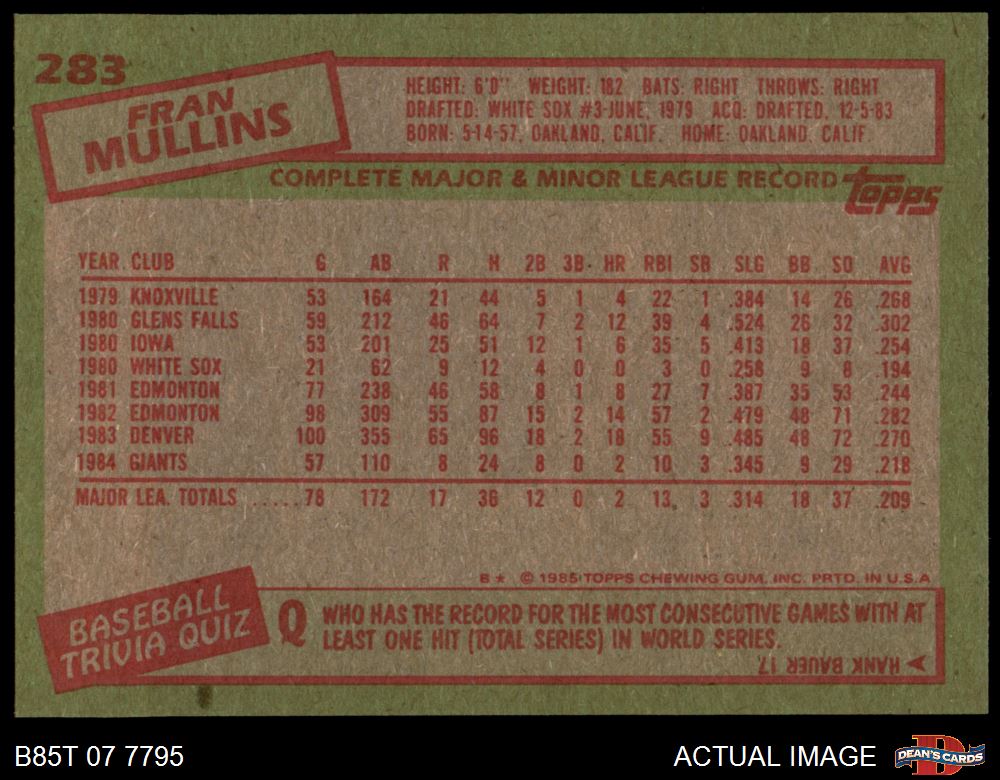 283
FRAN
MULLINS
HEIGHT: 6'0" WEIGHT: 182 BATS: RIGHT THROWS: RIGHT
DRAFTED: WHITE SOX #3-JUNE, 1979 ACQ: DRAFTED, 12-5-83
BORN: 5-14-57, OAKLAND, CALIF. HOME: OAKLAND, CALIF.
COMPLETE MAJOR & MINOR LEAGUE RECORD topps
YEAR CLUB G AB R H 2B 3B HR RBI SB SLG BB SO AVG
1979 KNOXVILLE 53 164 21 44 5 1 4 22 1 .384 14 26 .268
1980 GLENS FALLS 59 212 46 64 7 2 12 39 4 .524 26 32 .302
1980 IOWA 53 201 25 51 12 1 6 35 5 .413 18 37 .254
1980 WHITE SOX 21 62 9 12 4 0 0 3 0 .258 9 8 .194
1981 EDMONTON 77 238 46 58 8 1 8 27 7 .387 35 53 .244
1982 EDMONTON 98 309 55 87 15 2 14 57 2 .479 48 71 .282
1983 DENVER 100 355 65 96 18 2 18 55 9 .485 48 72 .270
1984 GIANTS 57 110 8 24 8 0 2 10 3 .345 9 29 .218
MAJOR LEA. TOTALS .....78 172 17 36 12 0 2 13 3 .314 18 37 .209
B★ © 1985 TOPPS CHEWING GUM, INC. PRTD. IN U.S.A
BASEBALL
TRIVIA QUIZ
Q WHO HAS THE RECORD FOR THE MOST CONSECUTIVE GAMES WITH AT
LEAST ONE HIT (TOTAL SERIES) IN WORLD SERIES.
HANK BAUER 17.
B85T 07 7795 ACTUAL IMAGE DEAN'S CARDS